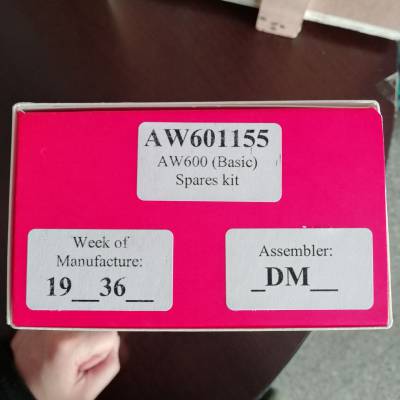 AW601155
AW600 (Basic)
Spares kit
Week of
Manufacture:
19__36__
Assembler:
_DM__